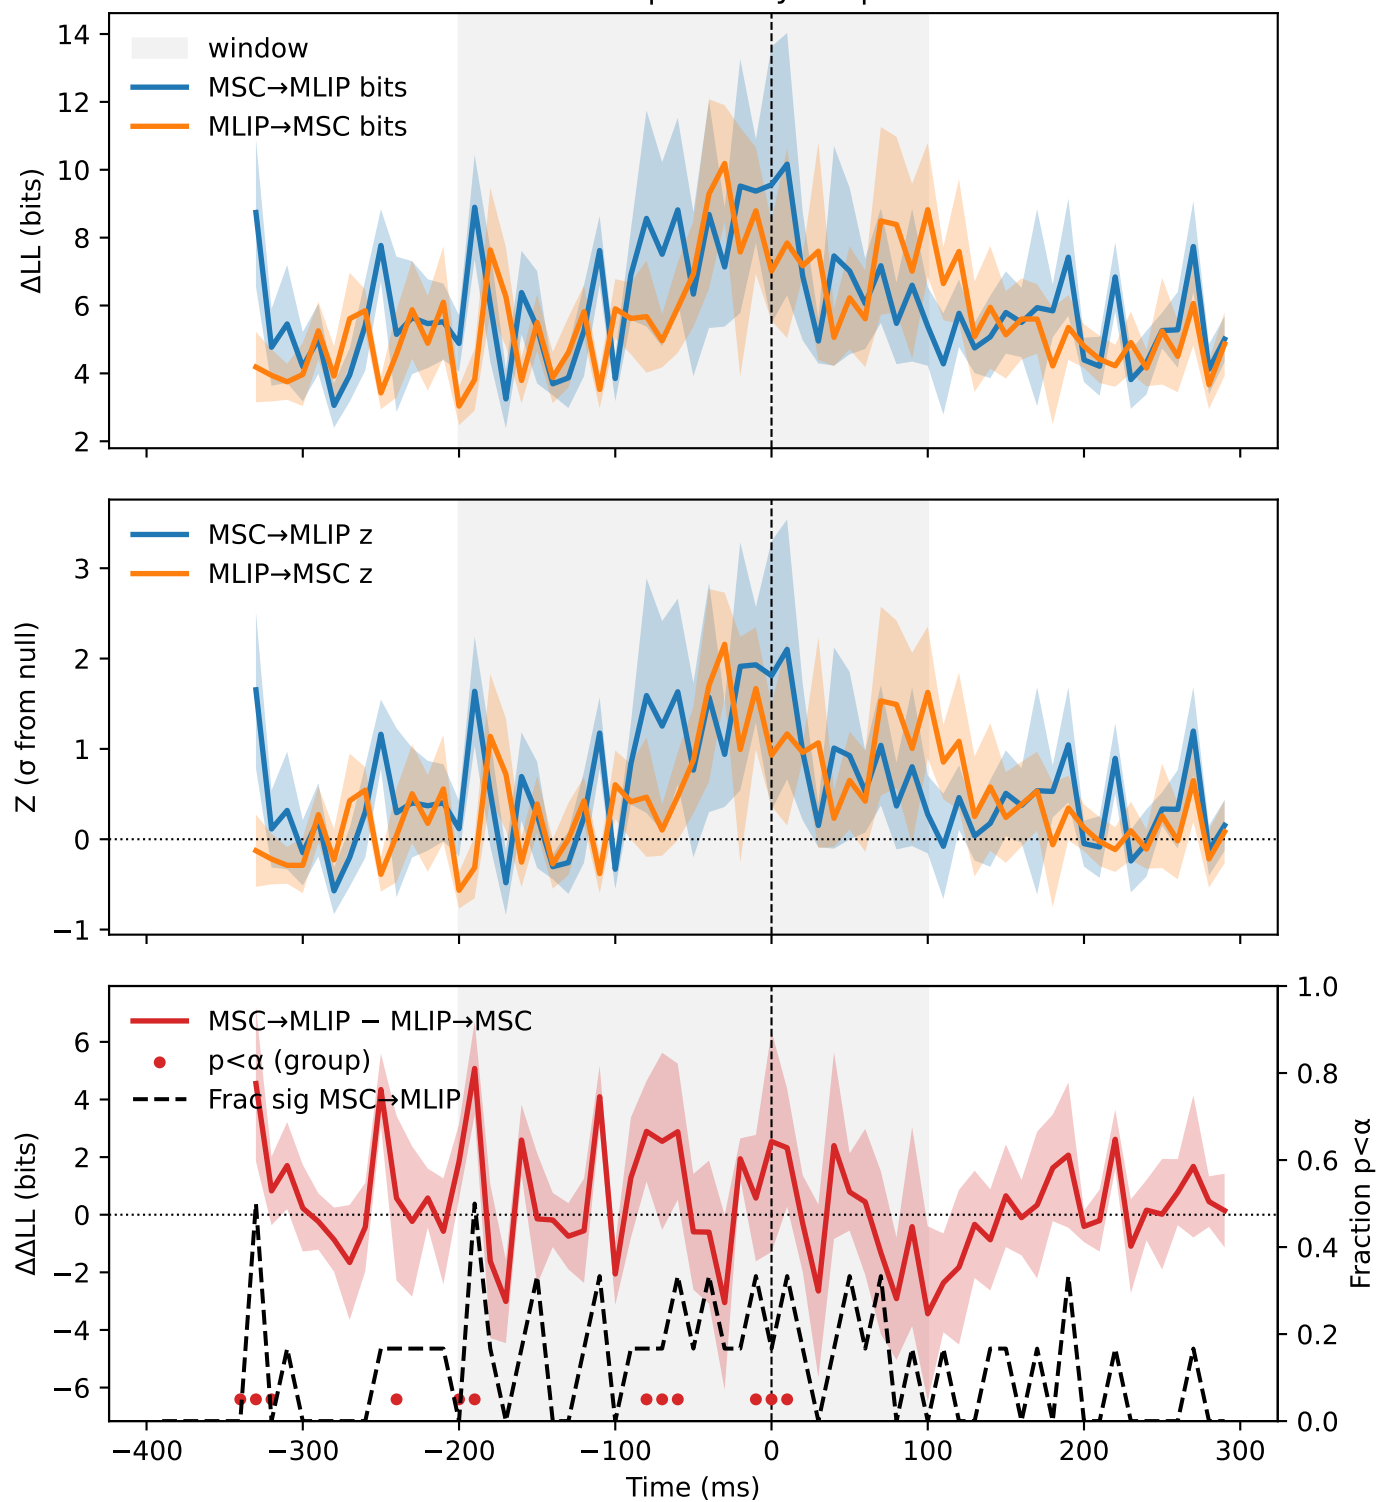 14
12
10
8
6
4
2
ΔLL (bits)
window
MSC→MLIP bits
MLIP→MSC bits
3
2
1
0
−1
Z (σ from null)
MSC→MLIP z
MLIP→MSC z
6
4
2
0
−2
−4
−6
ΔΔLL (bits)
MSC→MLIP − MLIP→MSC
p<α (group)
Frac sig MSC→MLIP
1.0
0.8
0.6
0.4
0.2
0.0
Fraction p<α
−400
−300
−200
−100
0
100
200
300
Time (ms)